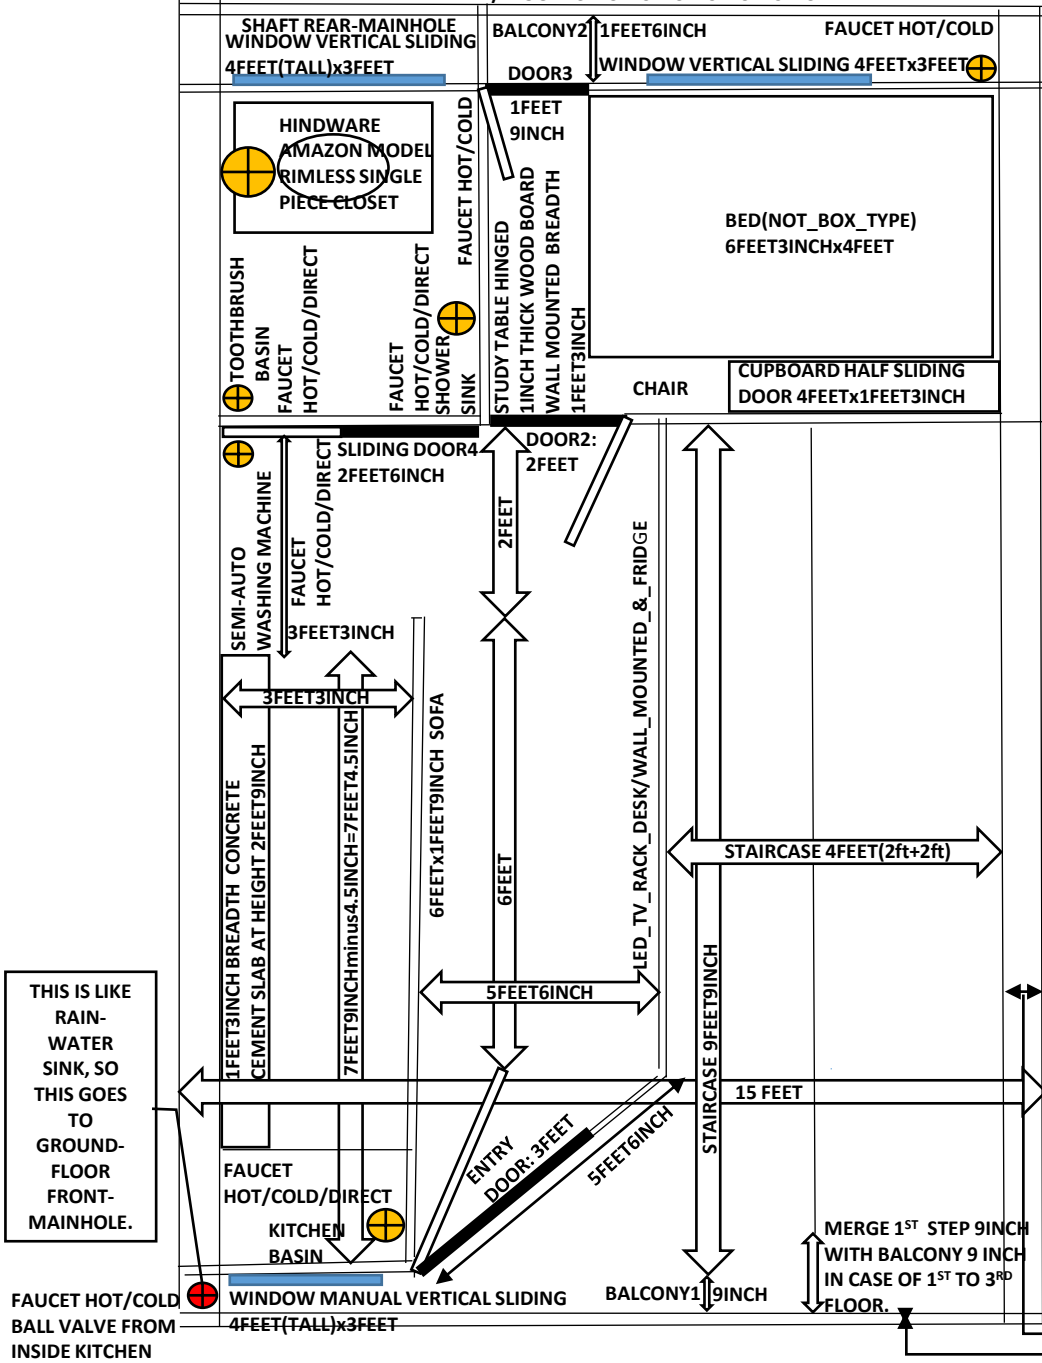 SHAFT REAR-MAINHOLE
WINDOW VERTICAL SLIDING
4FEET(TALL)x3FEET
BALCONY2
1FEET6INCH
FAUCET HOT/COLD
WINDOW VERTICAL SLIDING 4FEETx3FEET
DOOR3
1FEET
9INCH
HINDWARE
AMAZON MODEL
RIMLESS SINGLE
PIECE CLOSET
FAUCET HOT/COLD
STUDY TABLE HINGED
1INCH THICK WOOD BOARD
WALL MOUNTED BREADTH
1FEET3INCH
BED(NOT_BOX_TYPE)
6FEET3INCHx4FEET
TOOTHBRUSH
BASIN
FAUCET
HOT/COLD/DIRECT
FAUCET
HOT/COLD/DIRECT
SHOWER
SINK
CHAIR
CUPBOARD HALF SLIDING
DOOR 4FEETx1FEET3INCH
SLIDING DOOR4
2FEET6INCH
DOOR2:
2FEET
SEMI-AUTO
WASHING MACHINE
FAUCET
HOT/COLD/DIRECT
2FEET
3FEET3INCH
3FEET3INCH
1FEET3INCH BREADTH CONCRETE
CEMENT SLAB AT HEIGHT 2FEET9INCH
7FEET9INCHminus4.5INCH=7FEET4.5INCH
6FEETx1FEET9INCH SOFA
6FEET
LED_TV_RACK_DESK/WALL_MOUNTED_&_FRIDGE
STAIRCASE 4FEET(2ft+2ft)
STAIRCASE 9FEET9INCH
5FEET6INCH
15 FEET
THIS IS LIKE
RAIN-
WATER
SINK, SO
THIS GOES
TO
GROUND-
FLOOR
FRONT-
MAINHOLE.
ENTRY
DOOR: 3FEET
5FEET6INCH
FAUCET
HOT/COLD/DIRECT
KITCHEN
BASIN
MERGE 1ST STEP 9INCH
WITH BALCONY 9 INCH
IN CASE OF 1ST TO 3RD
FLOOR.
BALCONY1
9INCH
WINDOW MANUAL VERTICAL SLIDING
4FEET(TALL)x3FEET
FAUCET HOT/COLD
BALL VALVE FROM
INSIDE KITCHEN